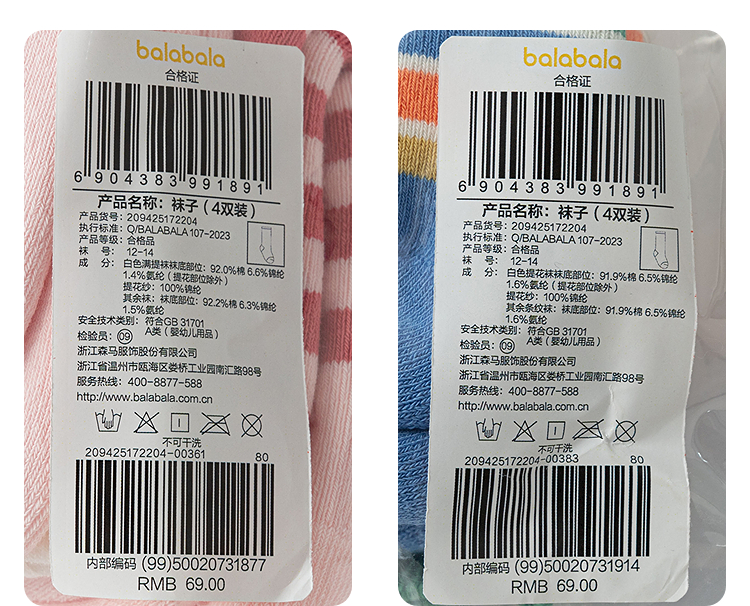 balabala
合格证
6904383991891
产品名称：袜子（4双装）
产品货号：209425172204
执行标准：Q/BALABALA 107-2023
产品等级：合格品
袜　号：12-14
成　分：白色满提袜袜底部位：92.0%棉 6.6%锦纶
1.4%氨纶（提花部位除外）
提花纱：100%锦纶
其余袜：袜底部位：92.2%棉 6.3%锦纶
1.5%氨纶
安全技术类别：符合GB 31701
A类（婴幼儿用品）
检验员：09
浙江森马服饰股份有限公司
浙江省温州市瓯海区娄桥工业园南汇路98号
服务热线：400-8877-588
http://www.balabala.com.cn
不可干洗
209425172204-00361 80
内部编码 (99)50020731877
RMB 69.00
balabala
合格证
6904383991891
产品名称：袜子（4双装）
产品货号：209425172204
执行标准：Q/BALABALA 107-2023
产品等级：合格品
袜　号：12-14
成　分：白色提花袜袜底部位：91.9%棉 6.5%锦纶
1.6%氨纶（提花部位除外）
提花纱：100%锦纶
其余条纹袜：袜底部位：91.9%棉 6.5%锦纶
1.6%氨纶
安全技术类别：符合GB 31701
A类（婴幼儿用品）
检验员：09
浙江森马服饰股份有限公司
浙江省温州市瓯海区娄桥工业园南汇路98号
服务热线：400-8877-588
http://www.balabala.com.cn
不可干洗
209425172204-00383 80
内部编码 (99)50020731914
RMB 69.00